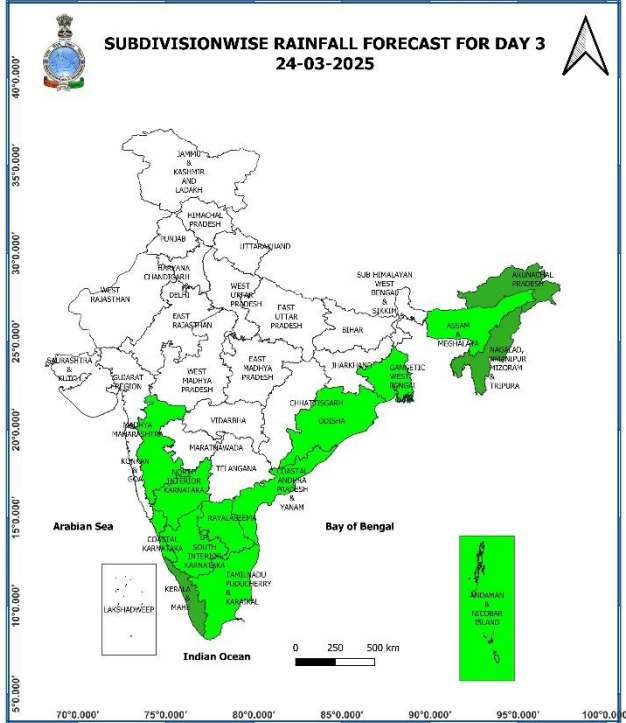 SUBDIVISIONWISE RAINFALL FORECAST FOR DAY 3
24-03-2025
40°0.000'
35°0.000'
30°0.000'
25°0.000'
20°0.000'
15°0.000'
10°0.000'
5°0.000'
JAMMU
&
KASHMIR
AND
LADAKH
HIMACHAL
PRADESH
PUNJAB
UTTARAKHAND
HARYANA
CHANDIGARH
DELHI
WEST
RAJASTHAN
WEST
UTTAR
PRADESH
EAST
RAJASTHAN
EAST
UTTAR
PRADESH
SUB HIMALAYAN
WEST
BENGAL
&
SIKKIM
ARUNACHAL
PRADESH
BIHAR
ASSAM
&
MEGHALAYA
NAGALAD,
MANIPUR
MIZORAM
&
TRIPURA
SAURASHTRA
&
KUTCH
GUJARAT
REGION
WEST
MADHYA
PRADESH
EAST
MADHYA
PRADESH
JHARKHAND
GANGETIC
WEST
BENGAL
CHHATTISGARH
ODISHA
VIDARBHA
MADHYA
MAHARASHTRA
MARATHAWADA
TELANGANA
KONKAN
&
GOA
NORTH
INTERIOR
KARNATAKA
COASTAL
ANDHRA
PRADESH
&
YANAM
RAYALASEEMA
Arabian Sea
Bay of Bengal
COASTAL
KARNATAKA
SOUTH
INTERIOR
KARNATAKA
TAMILNADU
PUDUCHERRY
&
KARAIKAL
KERALA
&
MAHE
LAKSHADWEEP
ANDAMAN
&
NICOBAR
ISLAND
Indian Ocean
0 250 500 km
70°0.000' 75°0.000' 80°0.000' 85°0.000' 90°0.000' 95°0.000' 100°0.000'